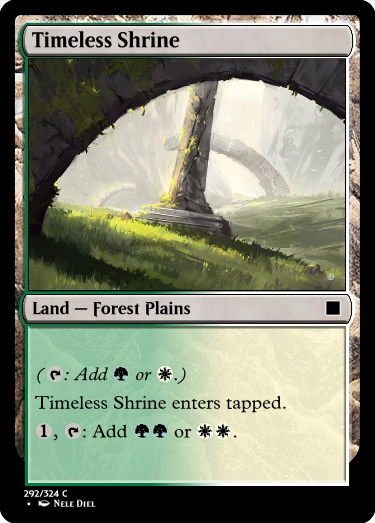 Timeless Shrine
Land — Forest Plains
( : Add or .)
Timeless Shrine enters tapped.
1, : Add or .
292/324 C
• Nele Diel